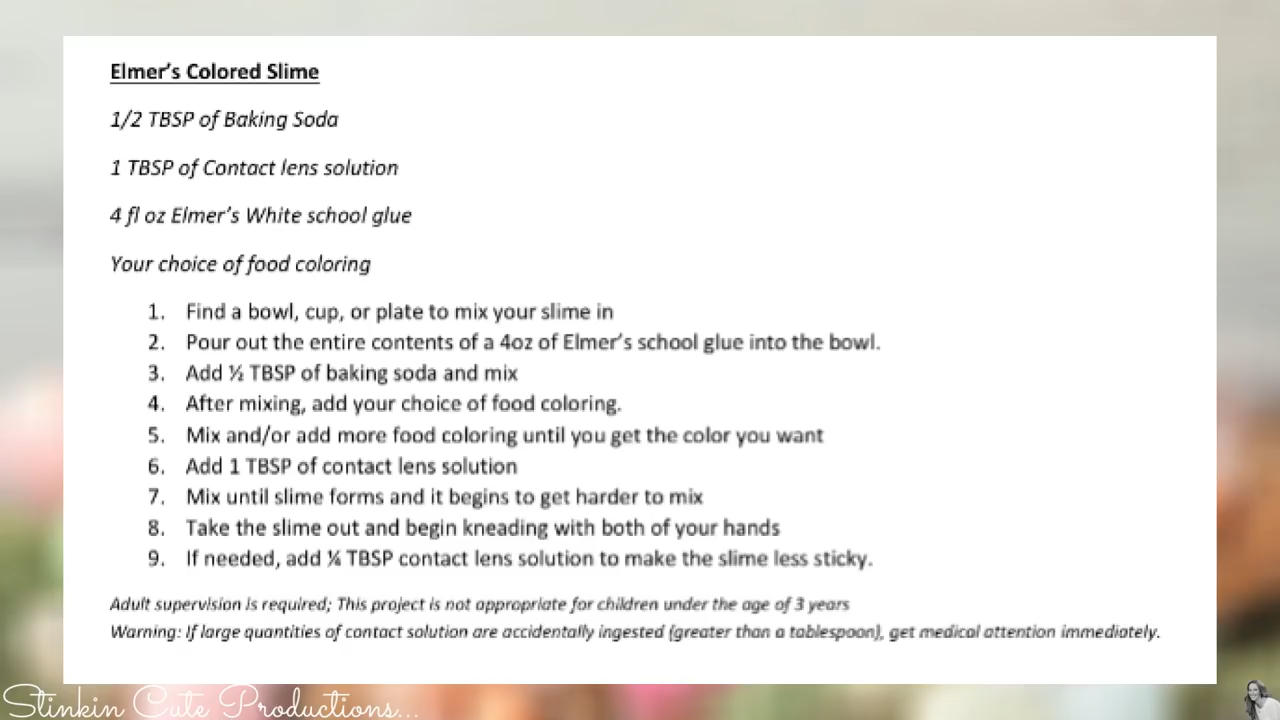 Elmer's Colored Slime
1/2 TBSP of Baking Soda
1 TBSP of Contact lens solution
4 fl oz Elmer's White school glue
Your choice of food coloring
1. Find a bowl, cup, or plate to mix your slime in
2. Pour out the entire contents of a 4oz of Elmer's school glue into the bowl.
3. Add ½ TBSP of baking soda and mix
4. After mixing, add your choice of food coloring.
5. Mix and/or add more food coloring until you get the color you want
6. Add 1 TBSP of contact lens solution
7. Mix until slime forms and it begins to get harder to mix
8. Take the slime out and begin kneading with both of your hands
9. If needed, add ¼ TBSP contact lens solution to make the slime less sticky.
Adult supervision is required; This project is not appropriate for children under the age of 3 years
Warning: If large quantities of contact solution are accidentally ingested (greater than a tablespoon), get medical attention immediately.
Stinkin Cute Productions...